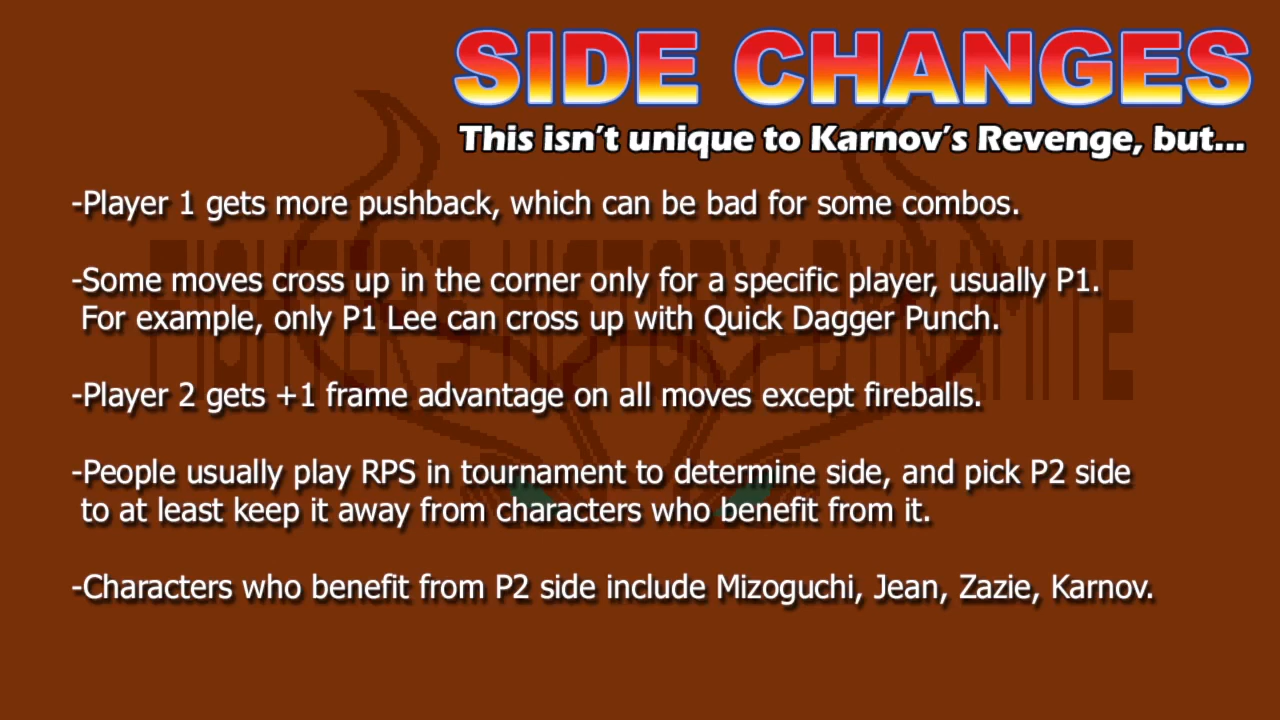 SIDE CHANGES
This isn't unique to Karnov's Revenge, but...
-Player 1 gets more pushback, which can be bad for some combos.
FIGHTER'S HISTORY DYNAMITE
-Some moves cross up in the corner only for a specific player, usually P1.
For example, only P1 Lee can cross up with Quick Dagger Punch.
-Player 2 gets +1 frame advantage on all moves except fireballs.
-People usually play RPS in tournament to determine side, and pick P2 side
to at least keep it away from characters who benefit from it.
-Characters who benefit from P2 side include Mizoguchi, Jean, Zazie, Karnov.